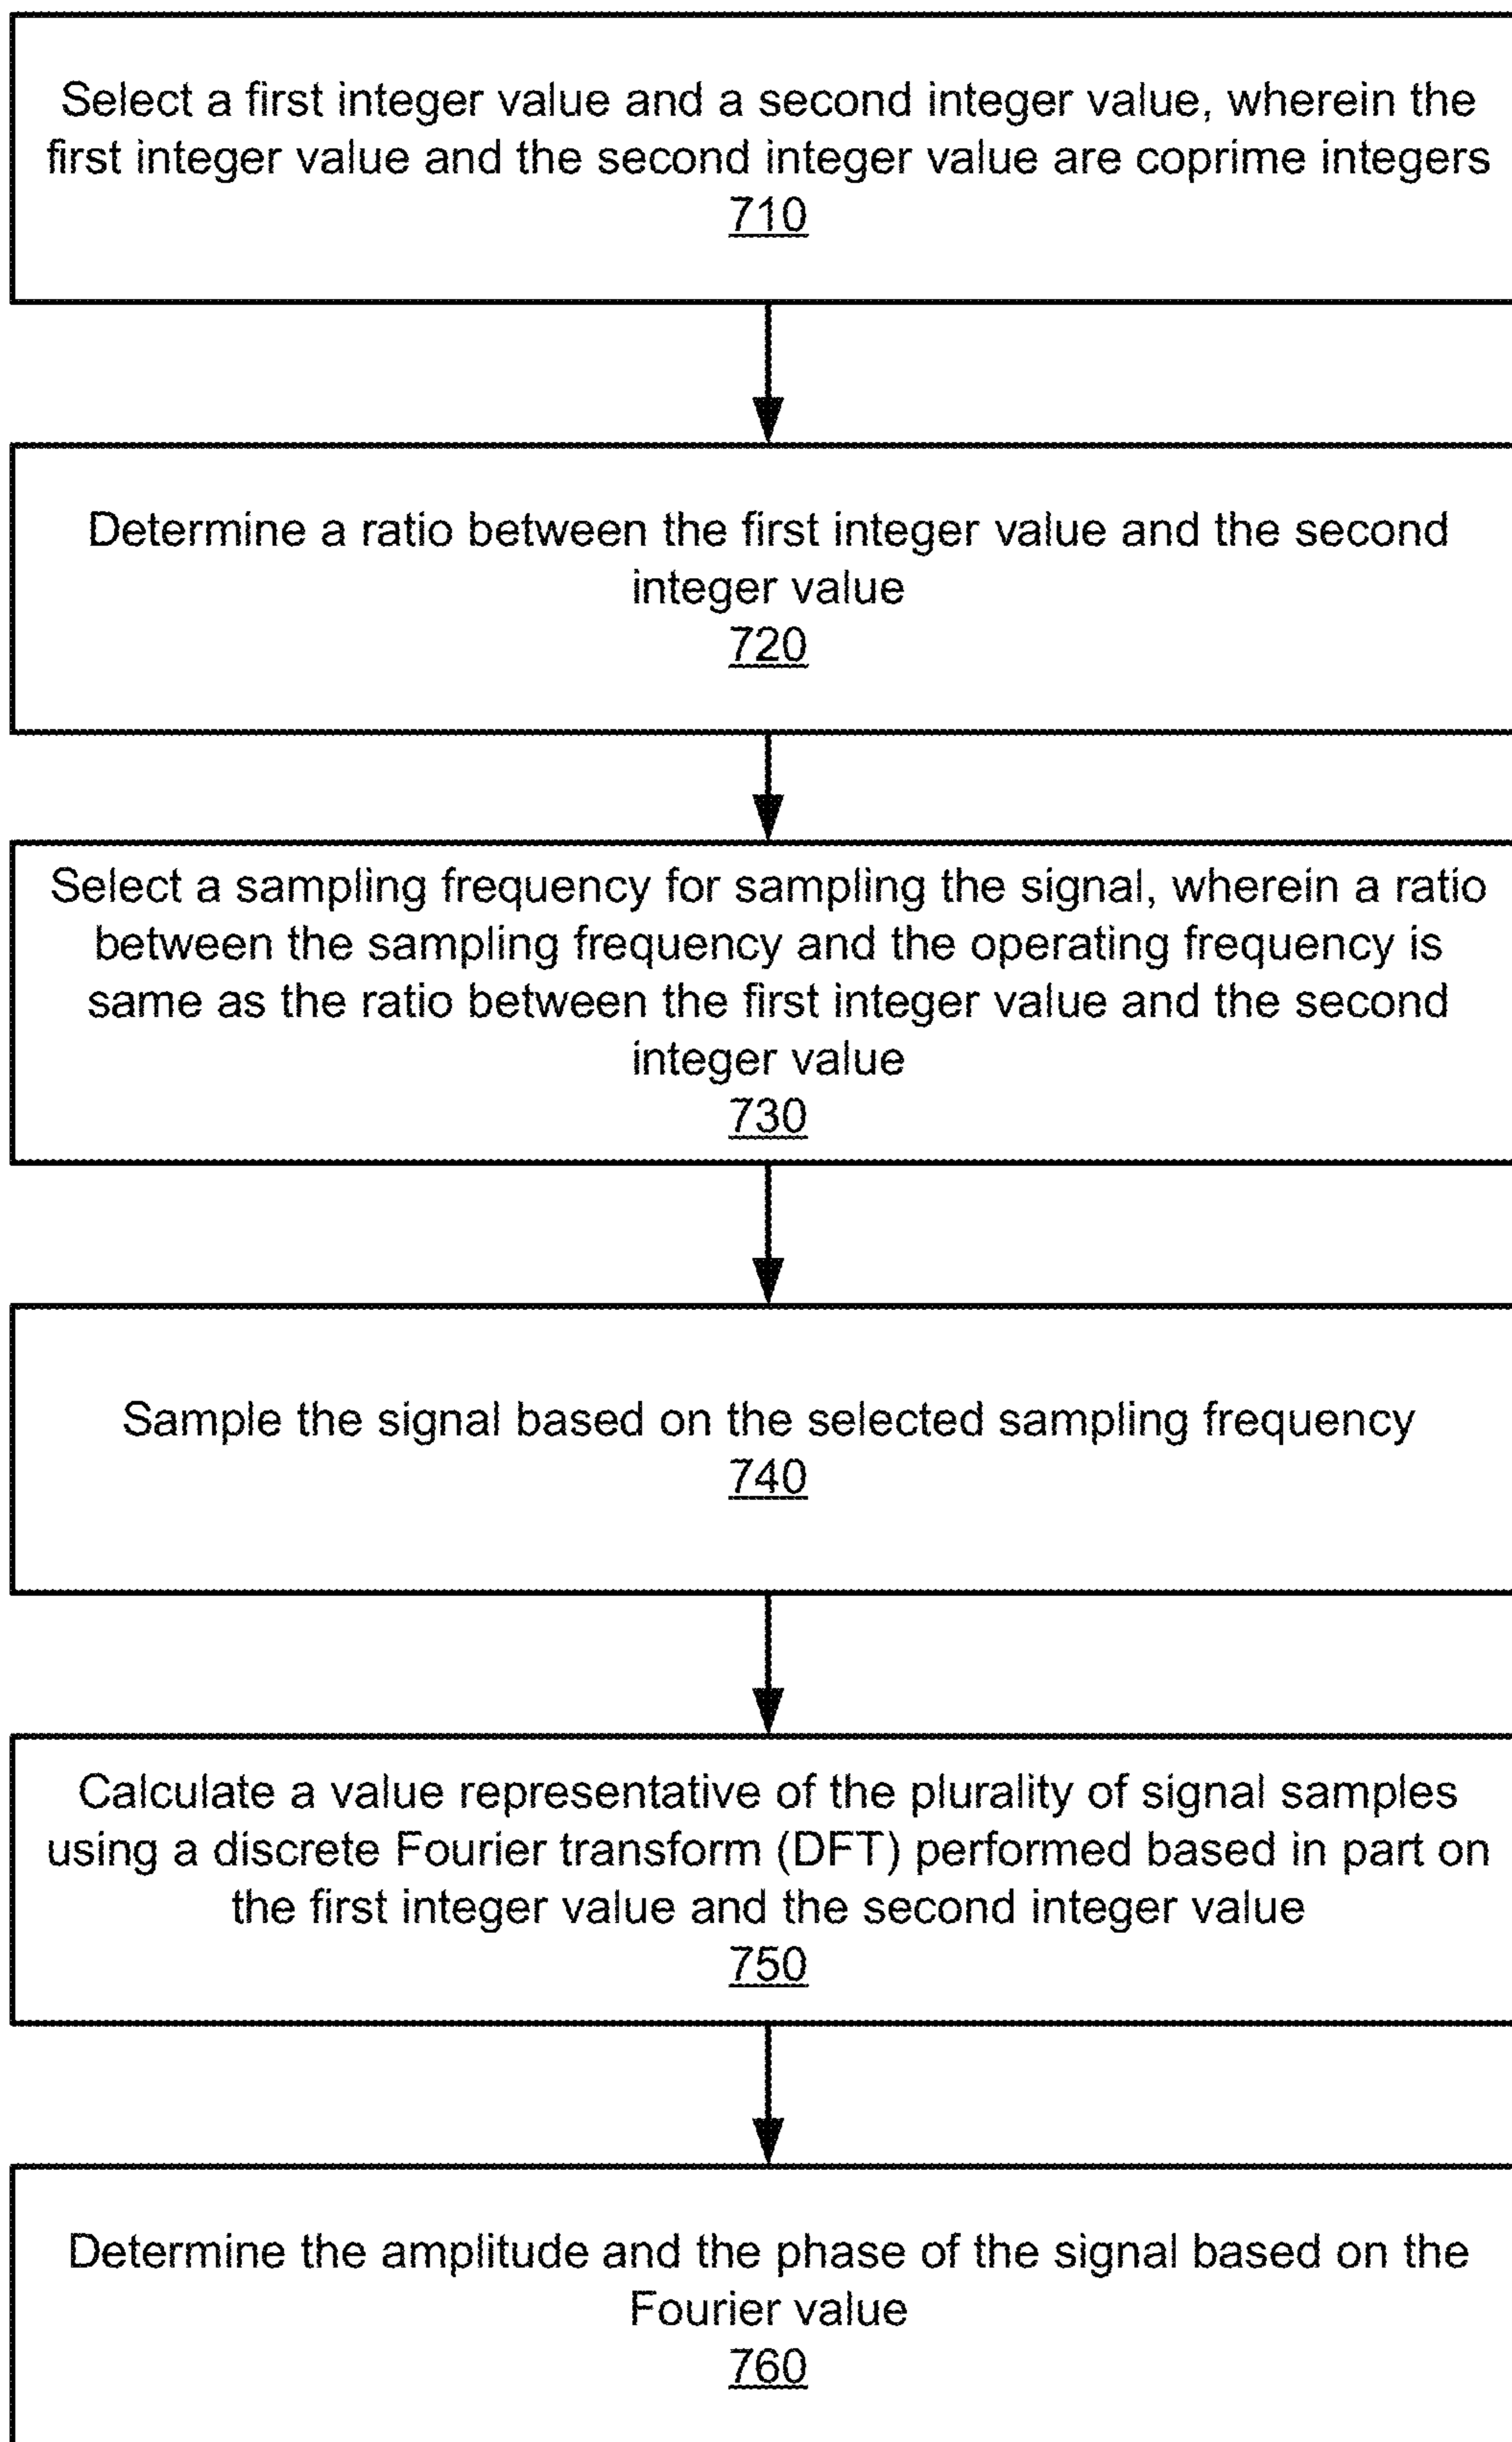 Select a first integer value and a second integer value, wherein the
first integer value and the second integer value are coprime integers
710
Determine a ratio between the first integer value and the second
integer value
720
Select a sampling frequency for sampling the signal, wherein a ratio
between the sampling frequency and the operating frequency is
same as the ratio between the first integer value and the second
integer value
730
Sample the signal based on the selected sampling frequency
740
Calculate a value representative of the plurality of signal samples
using a discrete Fourier transform (DFT) performed based in part on
the first integer value and the second integer value
750
Determine the amplitude and the phase of the signal based on the
Fourier value
760